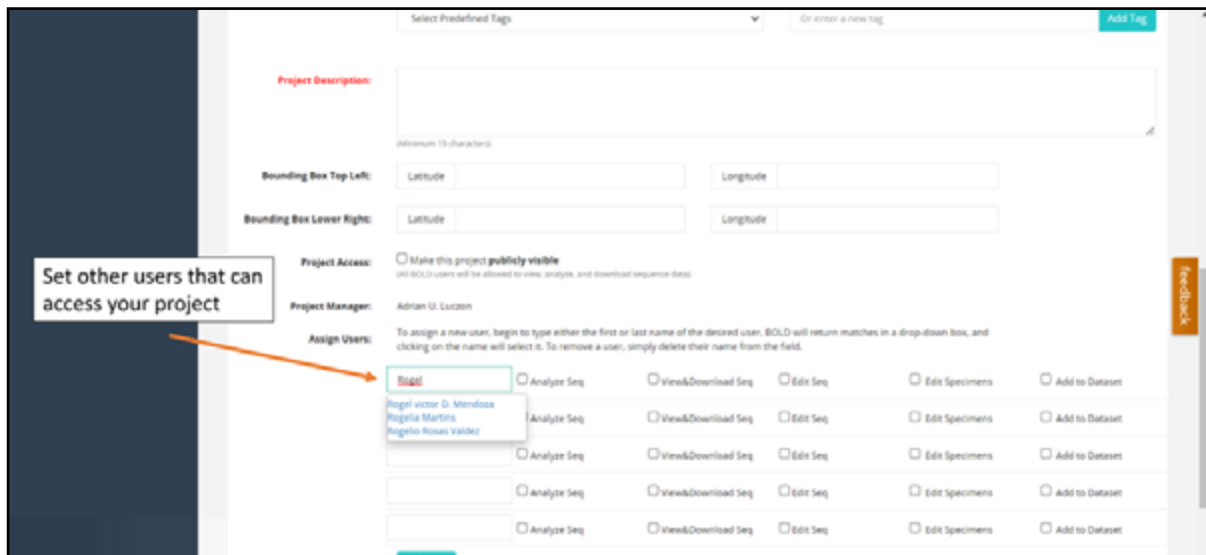 Select Predefined Tags
Or enter a new tag
Add Tag
Project Description:
(Minimum 15 characters)
Bounding Box Top Left:
Latitude
Longitude
Bounding Box Lower Right:
Latitude
Longitude
Project Access:
Make this project publicly visible
(All BOLD users will be allowed to view, analyze, and download sequence data)
Set other users that can
access your project
Project Manager:
Adrian U. Luczon
Assign Users:
To assign a new user, begin to type either the first or last name of the desired user. BOLD will return matches in a drop-down box, and
clicking on the name will select it. To remove a user, simply delete their name from the field.
Rogel
Analyze Seq
View&Download Seq
Edit Seq
Edit Specimens
Add to Dataset
Rogel victor D. Mendoza
Rogelia Martins
Rogelio Rosas Valdez
Analyze Seq
View&Download Seq
Edit Seq
Edit Specimens
Add to Dataset
Analyze Seq
View&Download Seq
Edit Seq
Edit Specimens
Add to Dataset
Analyze Seq
View&Download Seq
Edit Seq
Edit Specimens
Add to Dataset
Analyze Seq
View&Download Seq
Edit Seq
Edit Specimens
Add to Dataset
feedback